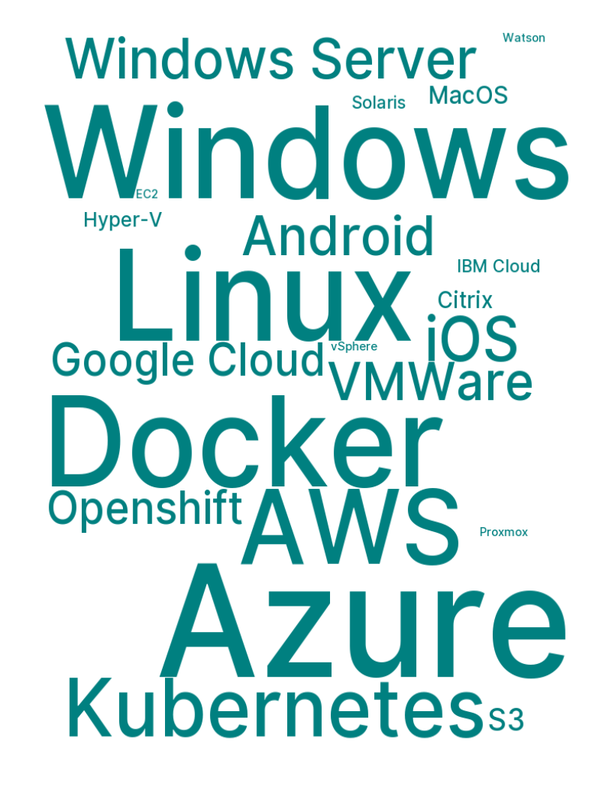 Watson
Windows Server
MacOS
Solaris
Windows
EC2
Hyper-V
Android
IBM Cloud
Linux
Citrix
iOS
vSphere
Google Cloud
VMWare
Docker
Openshift
AWS
Proxmox
Azure
Kubernetes
S3